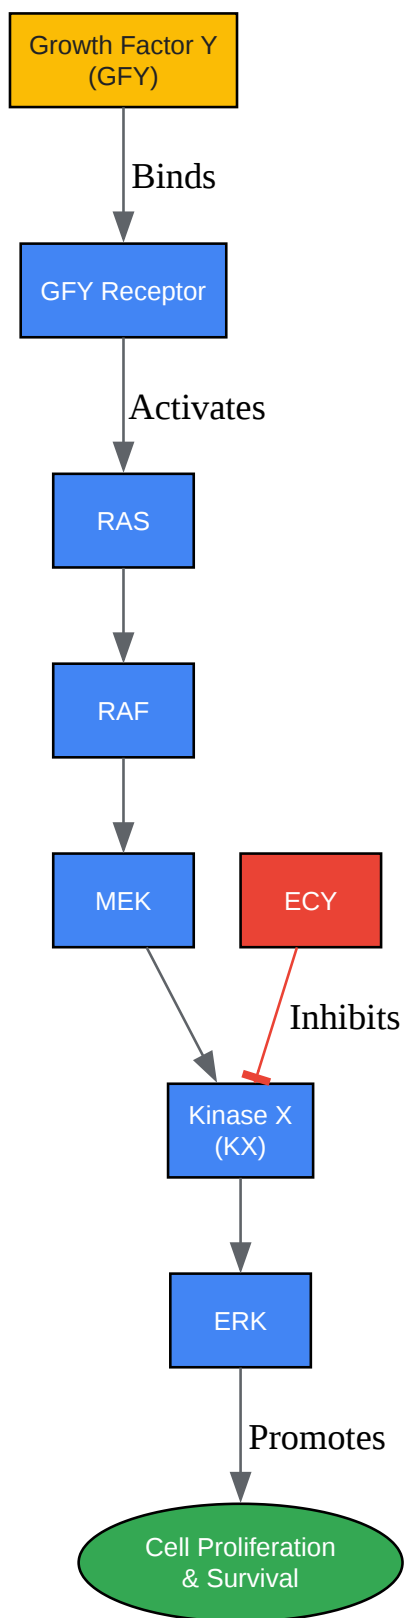 Growth Factor Y
(GFY)
Binds
GFY Receptor
Activates
RAS
RAF
MEK
ECY
Inhibits
Kinase X
(KX)
ERK
Promotes
Cell Proliferation
& Survival